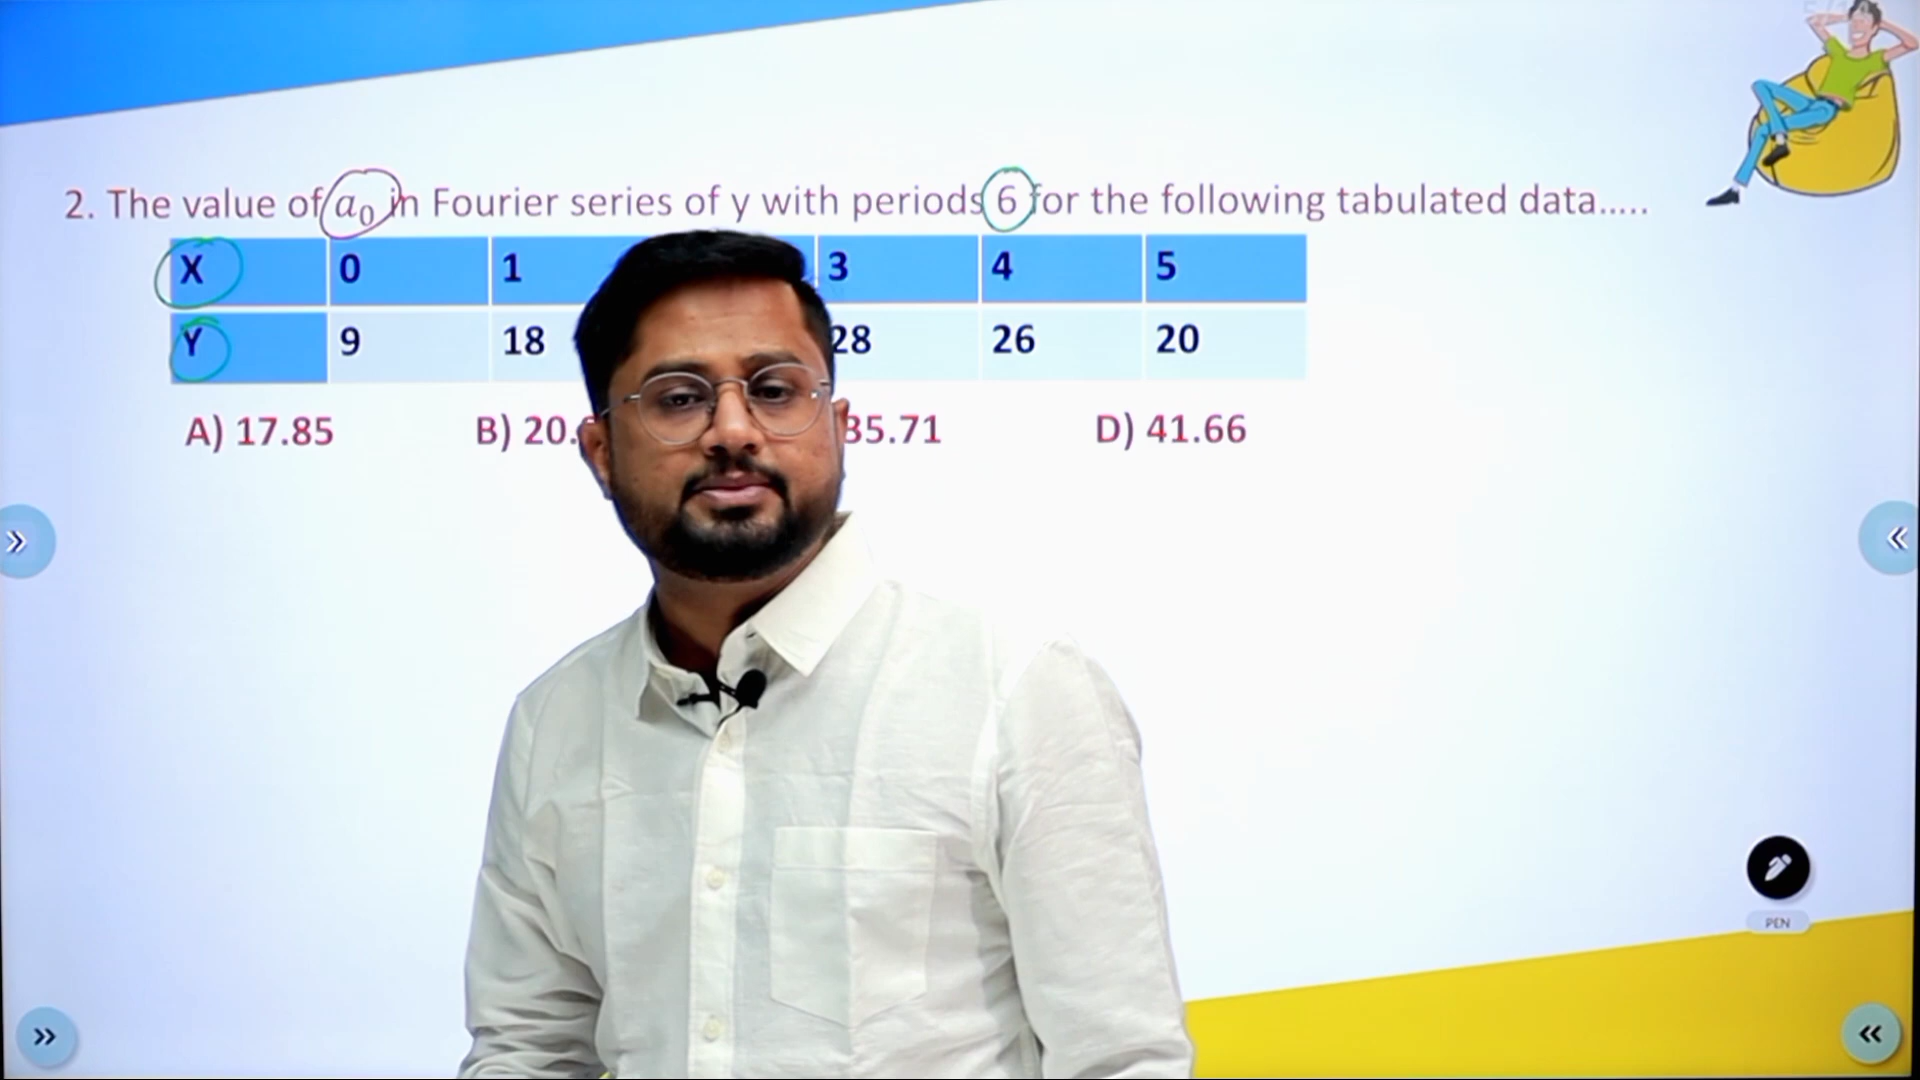 2. The value of a₀ in Fourier series of y with periods 6 for the following tabulated data.....
X 0 1 3 4 5
Y 9 18 28 26 20
A) 17.85 B) 20. 35.71 D) 41.66
PEN